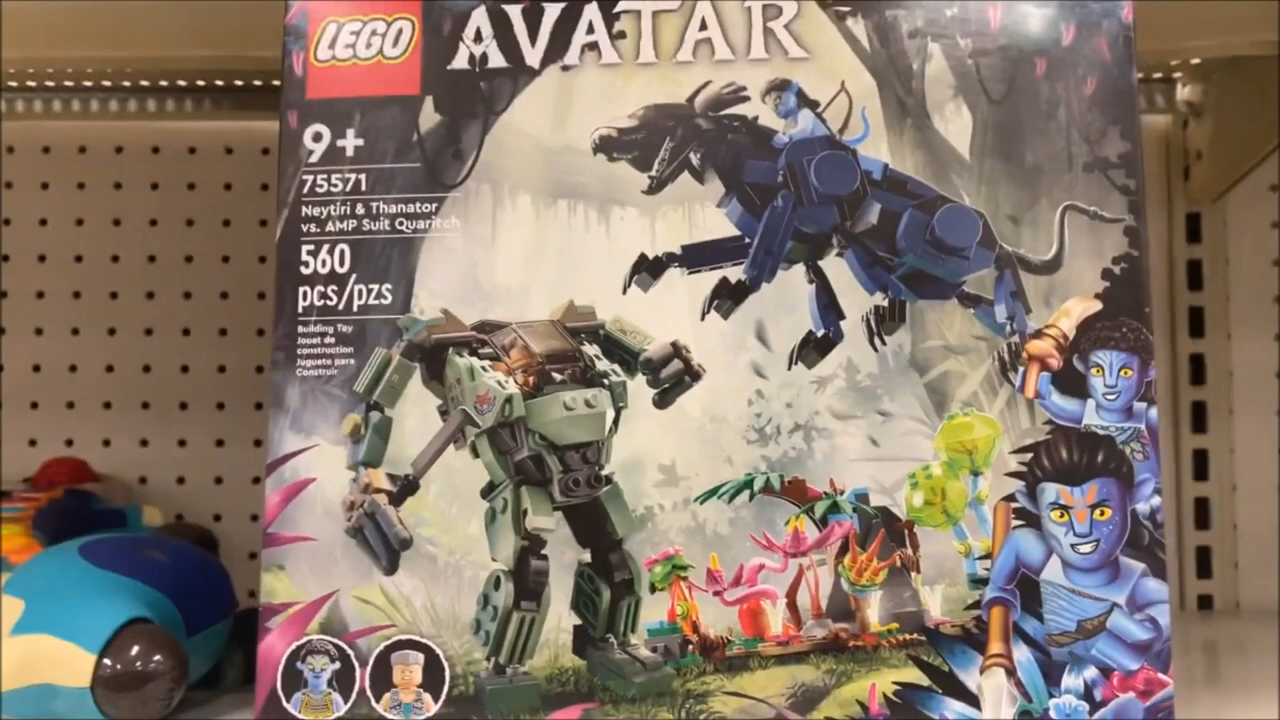 LEGO
AVATAR
9+
75571
Neytiri & Thanator
vs. AMP Suit Quaritch
560
pcs/pzs
Building Toy
Jouet de
construction
Juguete para
Construir